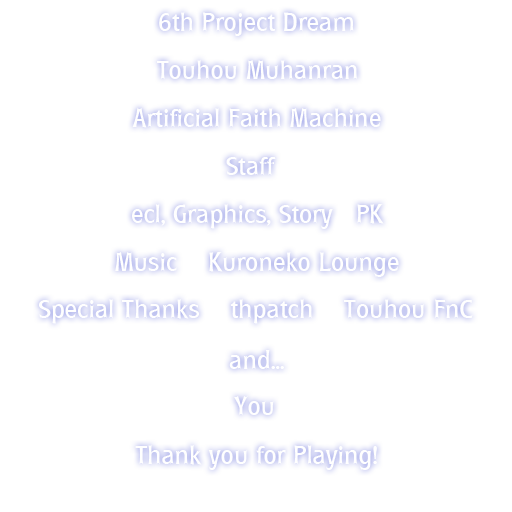 6th Project Dream
Touhou Muhanran
Artificial Faith Machine
Staff
ecl, Graphics, Story PK
Music Kuroneko Lounge
Special Thanks thpatch Touhou FnC
and...
You
Thank you for Playing!